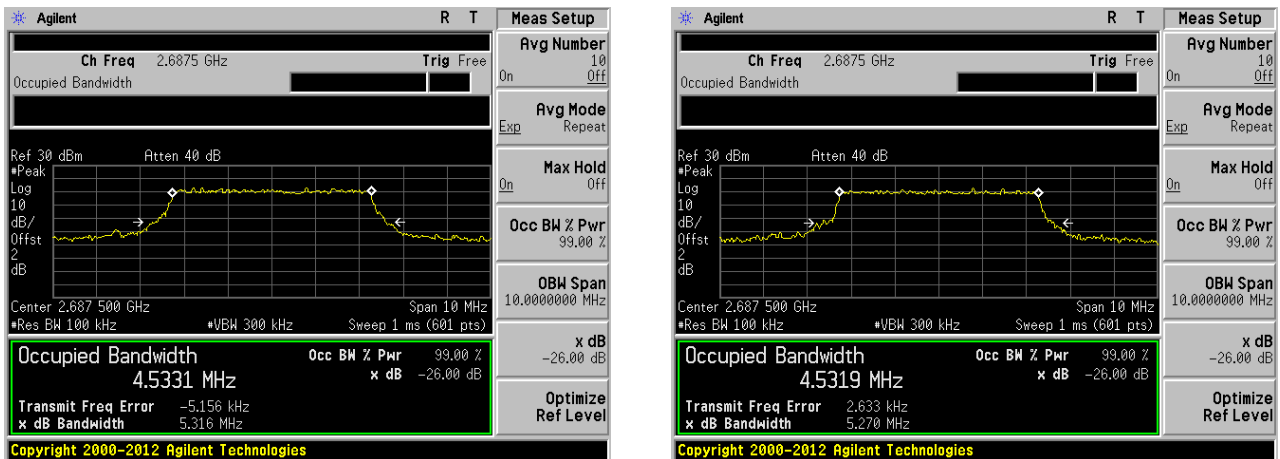 Agilent R T Meas Setup
Avg Number
10
On Off
Ch Freq 2.6875 GHz Trig Free
Occupied Bandwidth
Avg Mode
Exp Repeat
Ref 30 dBm Atten 40 dB
#Peak
Log
10
dB/
Offst
2
dB
Max Hold
On Off
Occ BW % Pwr
99.00 %
OBW Span
10.0000000 MHz
Center 2.687 500 GHz Span 10 MHz
#Res BW 100 kHz #VBW 300 kHz Sweep 1 ms (601 pts)
x dB
-26.00 dB
Optimize
Ref Level
Occupied Bandwidth Occ BW % Pwr 99.00 %
4.5331 MHz x dB -26.00 dB
Transmit Freq Error -5.156 kHz
x dB Bandwidth 5.316 MHz
Copyright 2000-2012 Agilent Technologies
Agilent R T Meas Setup
Avg Number
10
On Off
Ch Freq 2.6875 GHz Trig Free
Occupied Bandwidth
Avg Mode
Exp Repeat
Ref 30 dBm Atten 40 dB
#Peak
Log
10
dB/
Offst
2
dB
Max Hold
On Off
Occ BW % Pwr
99.00 %
OBW Span
10.0000000 MHz
Center 2.687 500 GHz Span 10 MHz
#Res BW 100 kHz #VBW 300 kHz Sweep 1 ms (601 pts)
x dB
-26.00 dB
Optimize
Ref Level
Occupied Bandwidth Occ BW % Pwr 99.00 %
4.5319 MHz x dB -26.00 dB
Transmit Freq Error 2.633 kHz
x dB Bandwidth 5.270 MHz
Copyright 2000-2012 Agilent Technologies